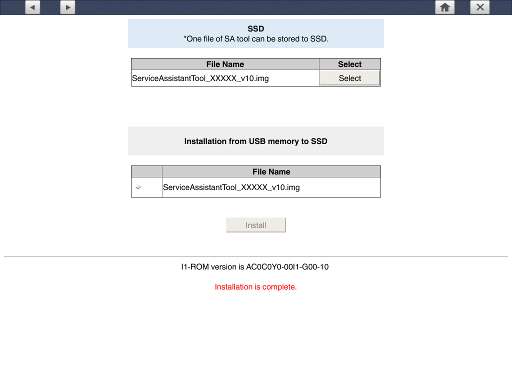 SSD
*One file of SA tool can be stored to SSD.
File Name Select
ServiceAssistantTool_XXXXX_v10.img Select
Installation from USB memory to SSD
File Name
ServiceAssistantTool_XXXXX_v10.img
Install
I1-ROM version is AC0C0Y0-00I1-G00-10
Installation is complete.